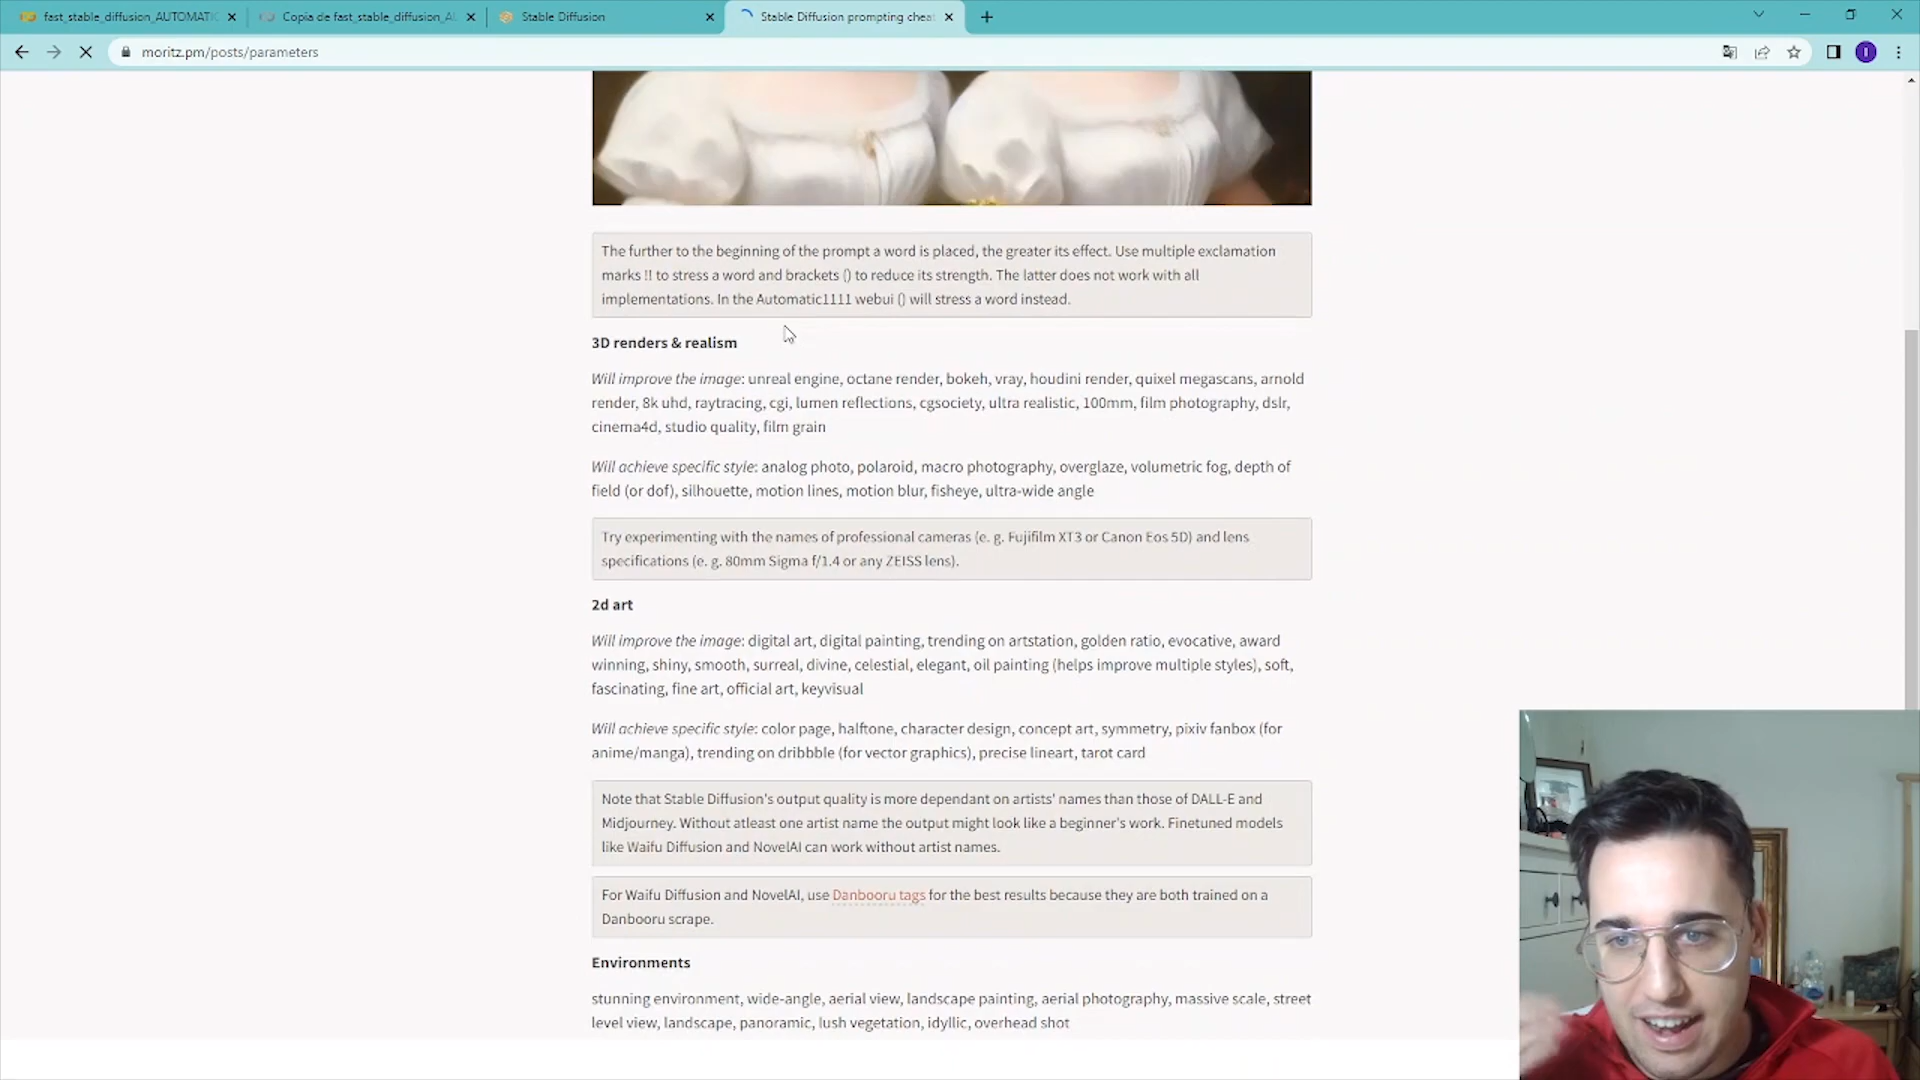 fast_stable_diffusion_AUTOMATIC
Copia de fast_stable_diffusion_A
Stable Diffusion
Stable Diffusion prompting chea
moritz.pm/posts/parameters
I
The further to the beginning of the prompt a word is placed, the greater its effect. Use multiple exclamation
marks !! to stress a word and brackets () to reduce its strength. The latter does not work with all
implementations. In the Automatic1111 webui () will stress a word instead.
3D renders & realism
Will improve the image: unreal engine, octane render, bokeh, vray, houdini render, quixel megascans, arnold
render, 8k uhd, raytracing, cgi, lumen reflections, cgsociety, ultra realistic, 100mm, film photography, dslr,
cinema4d, studio quality, film grain
Will achieve specific style: analog photo, polaroid, macro photography, overglaze, volumetric fog, depth of
field (or dof), silhouette, motion lines, motion blur, fisheye, ultra-wide angle
Try experimenting with the names of professional cameras (e. g. Fujifilm XT3 or Canon Eos 5D) and lens
specifications (e. g. 80mm Sigma f/1.4 or any ZEISS lens).
2d art
Will improve the image: digital art, digital painting, trending on artstation, golden ratio, evocative, award
winning, shiny, smooth, surreal, divine, celestial, elegant, oil painting (helps improve multiple styles), soft,
fascinating, fine art, official art, keyvisual
Will achieve specific style: color page, halftone, character design, concept art, symmetry, pixiv fanbox (for
anime/manga), trending on dribbble (for vector graphics), precise lineart, tarot card
Note that Stable Diffusion's output quality is more dependant on artists' names than those of DALL-E and
Midjourney. Without atleast one artist name the output might look like a beginner's work. Finetuned models
like Waifu Diffusion and NovelAI can work without artist names.
For Waifu Diffusion and NovelAI, use Danbooru tags for the best results because they are both trained on a
Danbooru scrape.
Environments
stunning environment, wide-angle, aerial view, landscape painting, aerial photography, massive scale, street
level view, landscape, panoramic, lush vegetation, idyllic, overhead shot